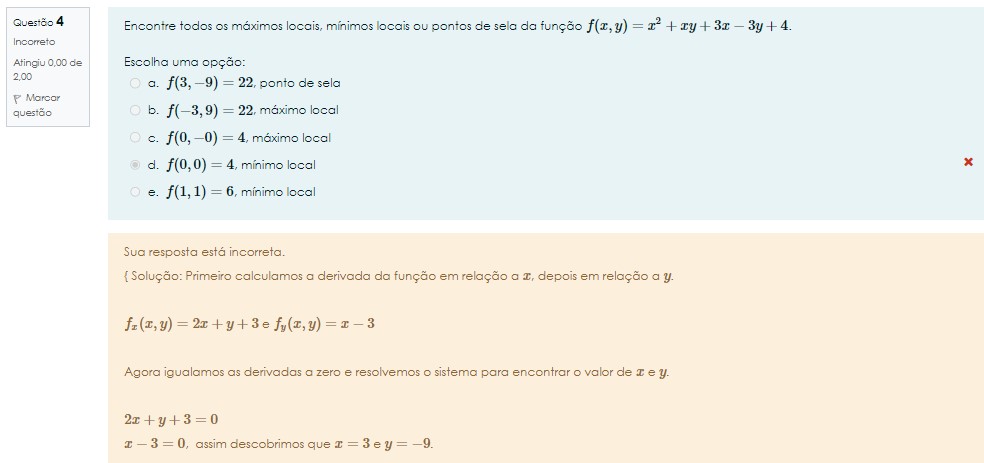 Questão 4
Incorreto
Atingiu 0,00 de
2,00
Marcar
questão
Encontre todos os máximos locais, mínimos locais ou pontos de sela da função f(x, y) = x² + xy + 3x − 3y + 4.
Escolha uma opção:
a. f(3, −9) = 22, ponto de sela
b. f(−3, 9) = 22, máximo local
c. f(0, −0) = 4, máximo local
d. f(0, 0) = 4, mínimo local
e. f(1, 1) = 6, mínimo local
Sua resposta está incorreta.
{ Solução: Primeiro calculamos a derivada da função em relação a x, depois em relação a y.
fₓ(x, y) = 2x + y + 3 e f_y(x, y) = x − 3
Agora igualamos as derivadas a zero e resolvemos o sistema para encontrar o valor de x e y.
2x + y + 3 = 0
x − 3 = 0, assim descobrimos que x = 3 e y = −9.